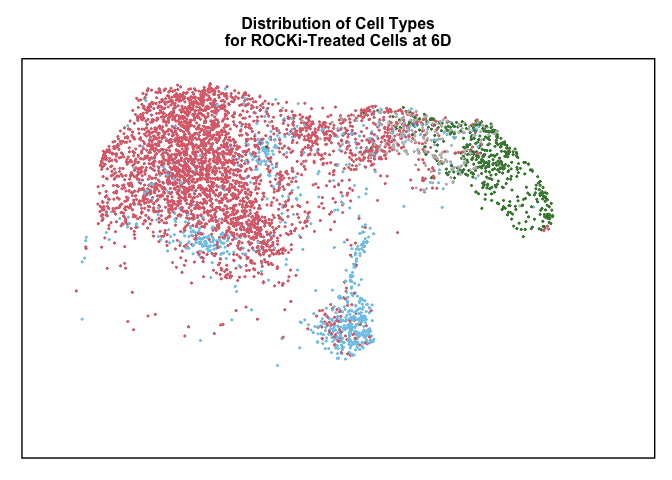 Distribution of Cell Types
for ROCKi-Treated Cells at 6D